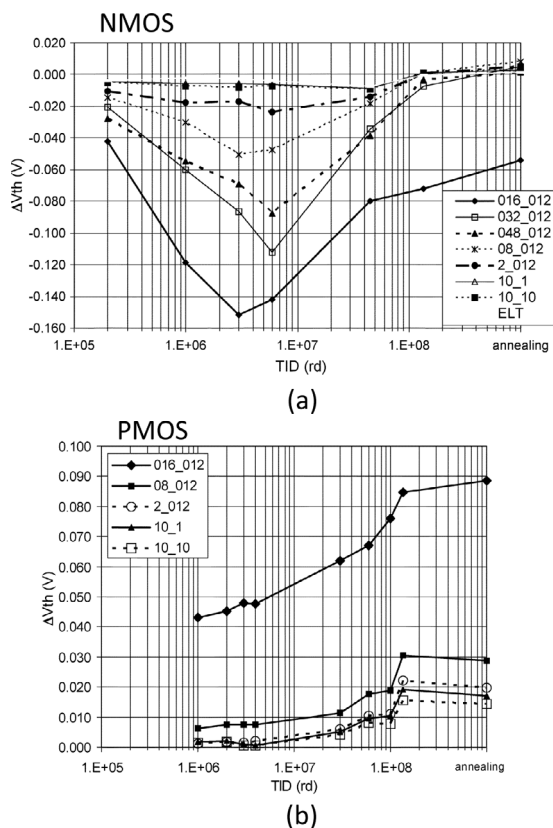 NMOS
0.020
0.000
-0.020
-0.040
-0.060
-0.080
-0.100
-0.120
-0.140
-0.160
ΔVth (V)
016_012
032_012
048_012
08_012
2_012
10_1
10_10
ELT
1.E+05
1.E+06
1.E+07
1.E+08
annealing
TID (rd)
(a)
PMOS
0.100
0.090
0.080
0.070
0.060
0.050
0.040
0.030
0.020
0.010
0.000
ΔVth (V)
016_012
08_012
2_012
10_1
10_10
1.E+05
1.E+06
1.E+07
1.E+08
annealing
TID (rd)
(b)